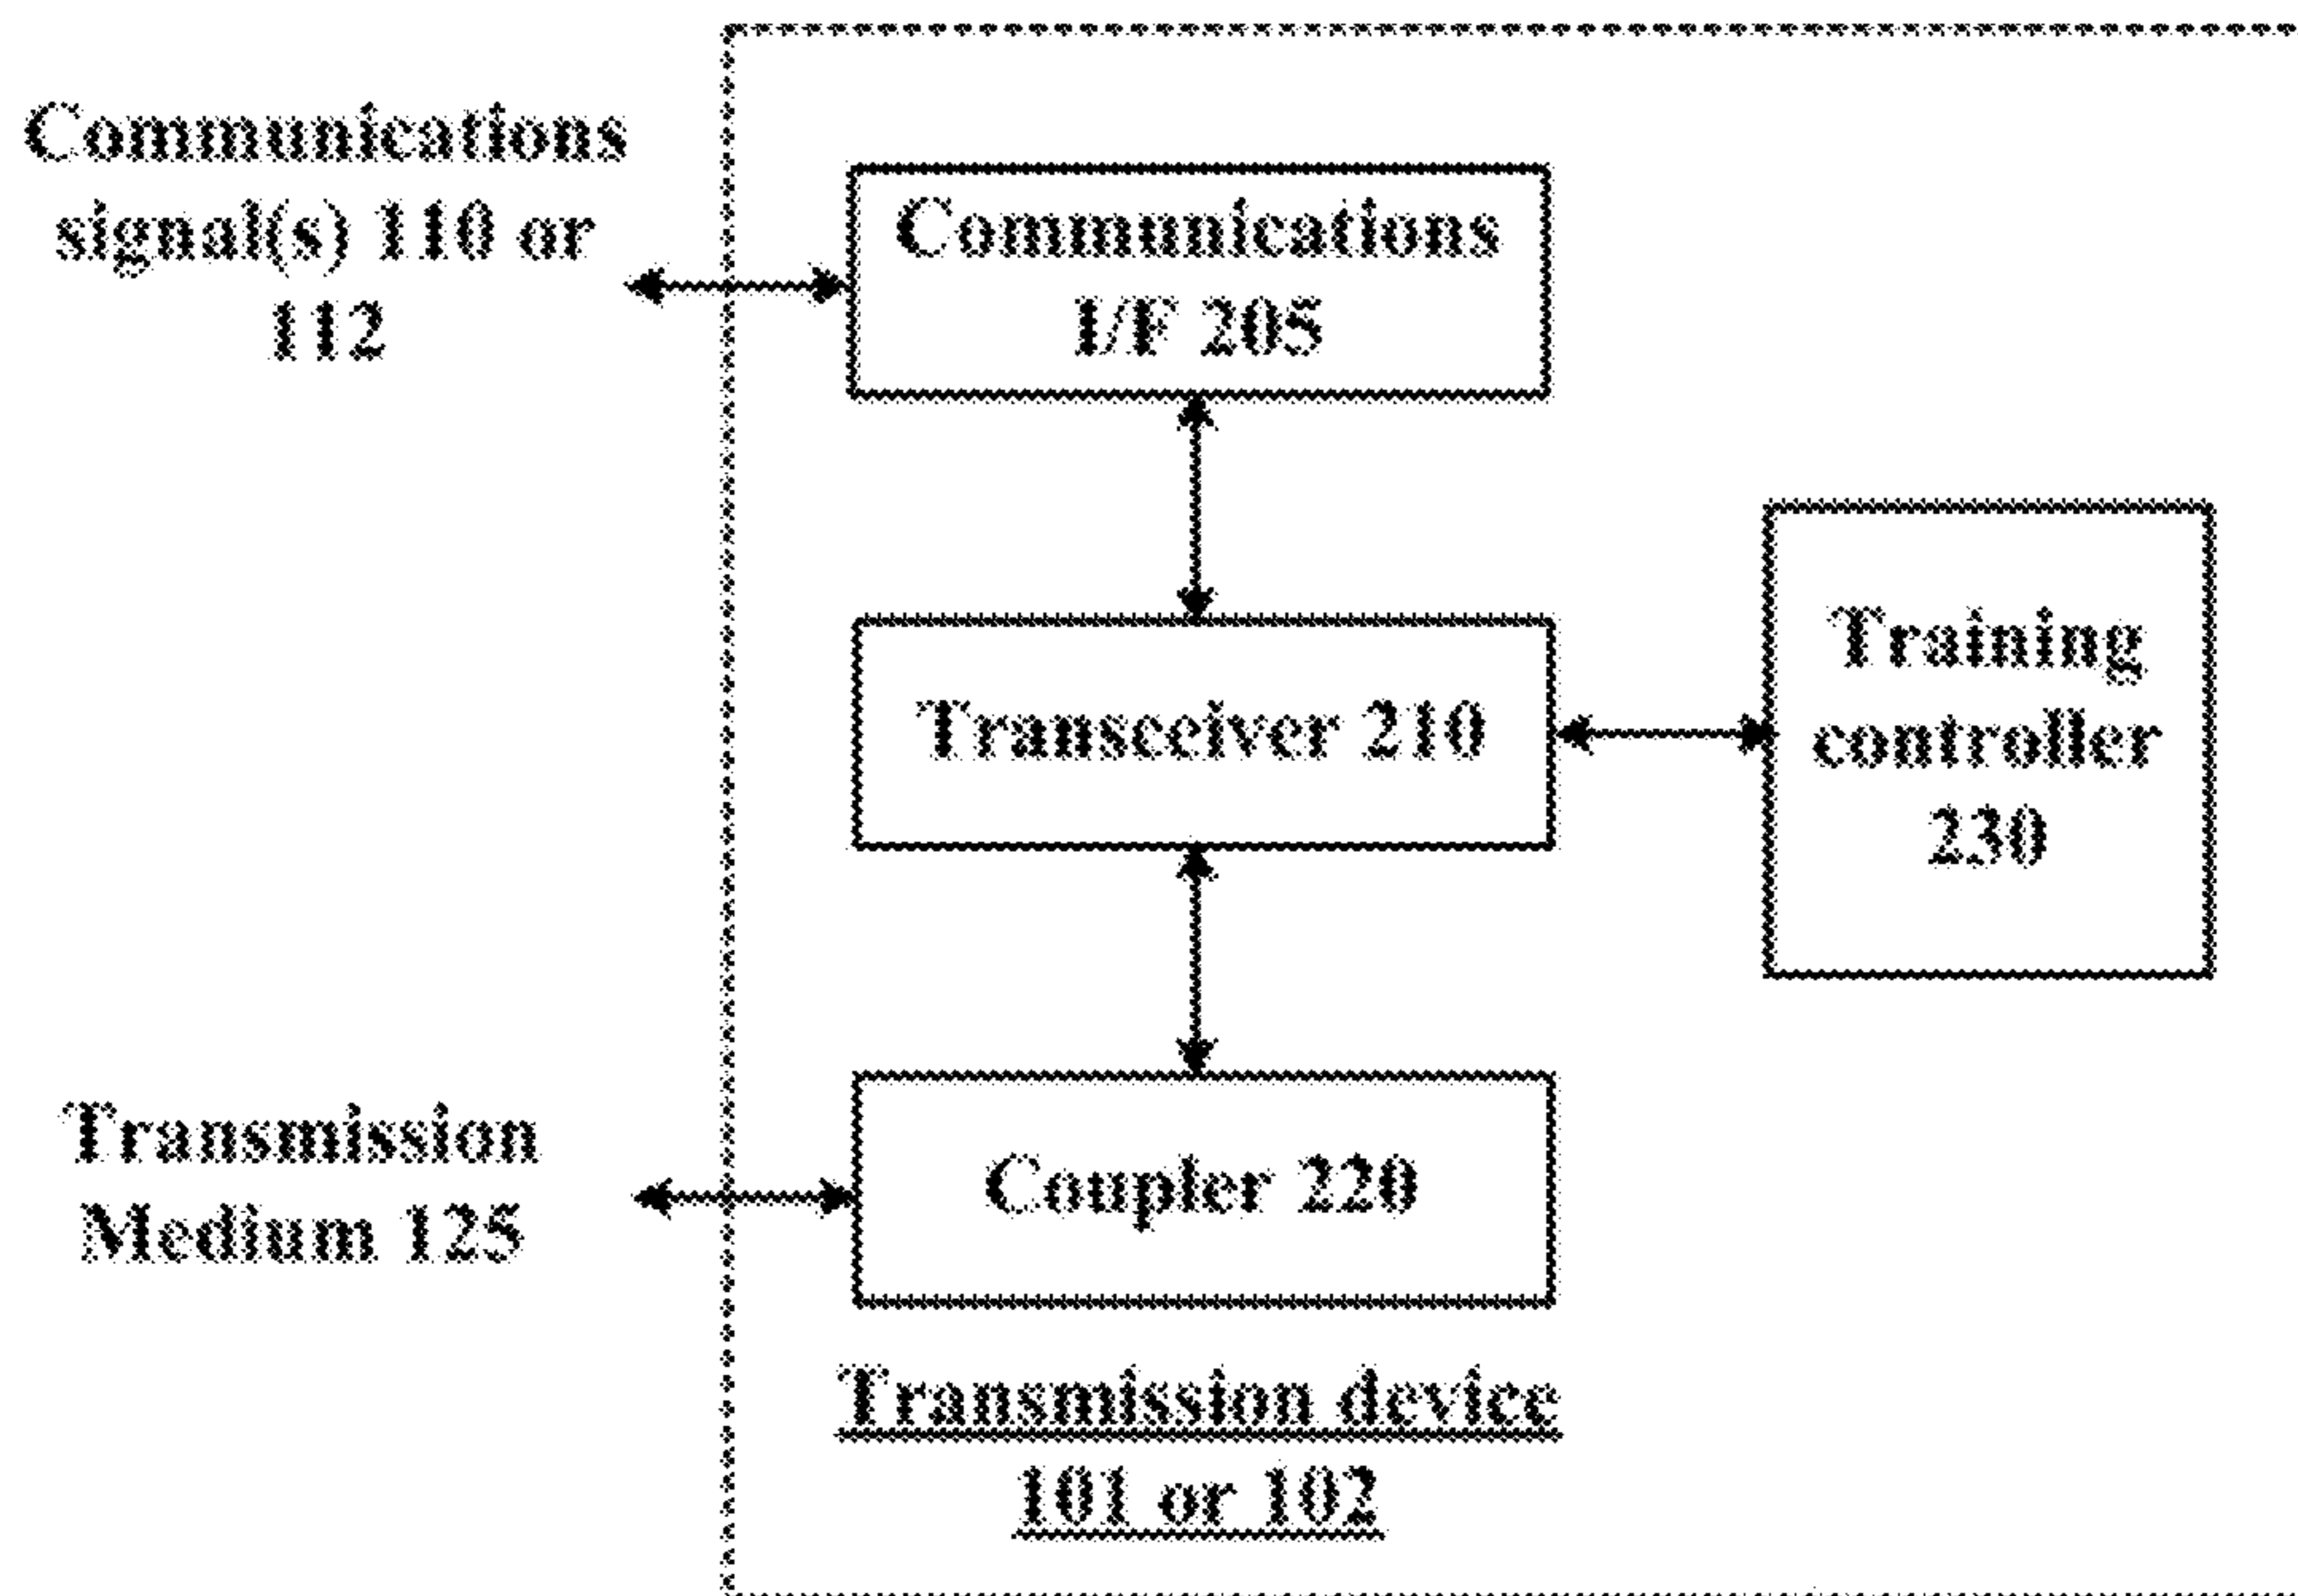 Communications
signal(s) 110 or
112
Communications
I/F 205
Transceiver 210
Training
controller
230
Transmission
Medium 125
Coupler 220
Transmission device
101 or 102